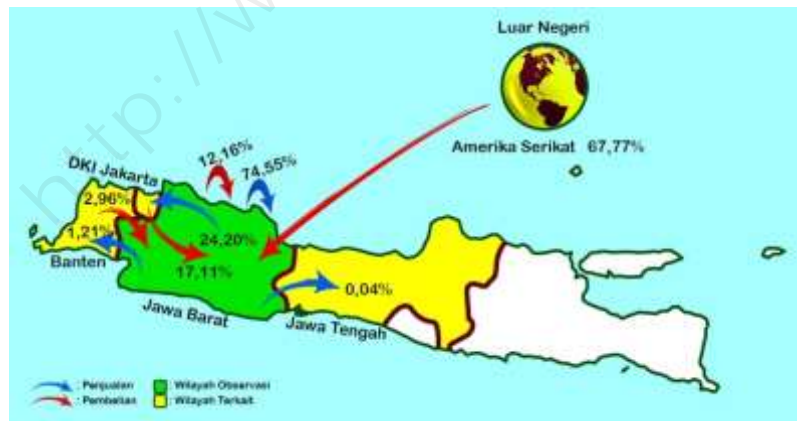 http://w
Luar Negeri
Amerika Serikat 67,77%
12,16%
74,55%
DKI Jakarta
2,96%
1,21%
24,20%
Banten
17,11%
0,04%
Jawa Barat
Jawa Tengah
: Penjualan : Wilayah Observasi
: Pembelian : Wilayah Terkait